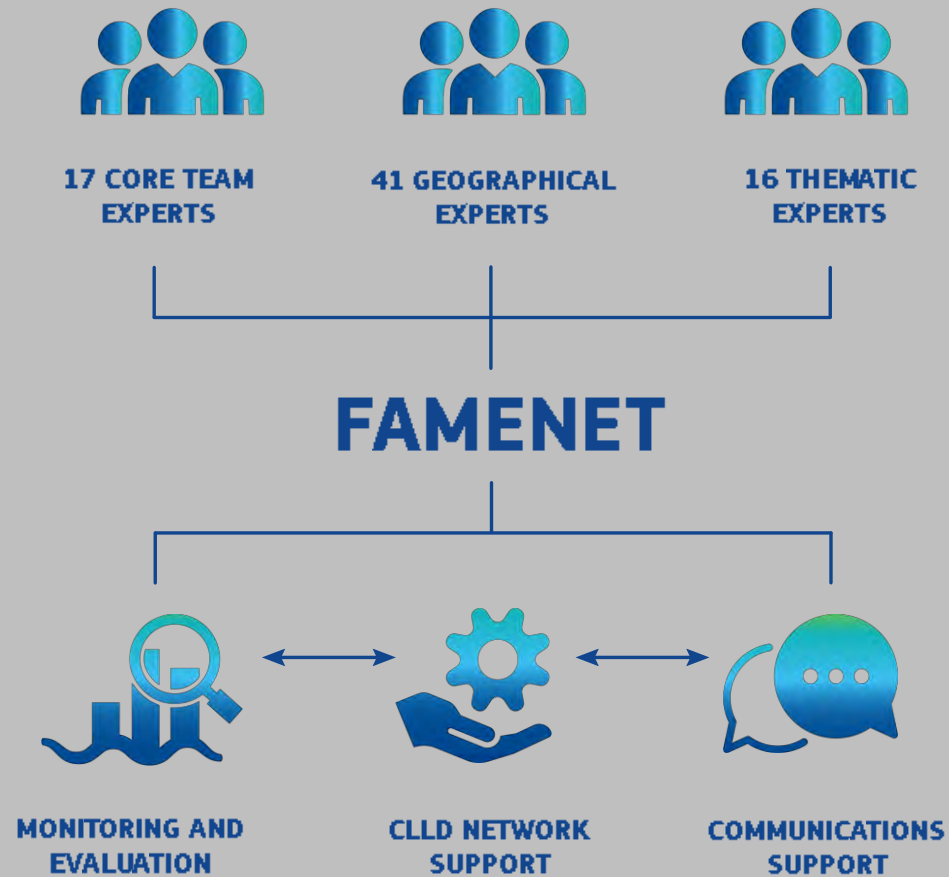 17 CORE TEAM
EXPERTS
41 GEOGRAPHICAL
EXPERTS
16 THEMATIC
EXPERTS
FAMENET
MONITORING AND
EVALUATION
CLLD NETWORK
SUPPORT
COMMUNICATIONS
SUPPORT